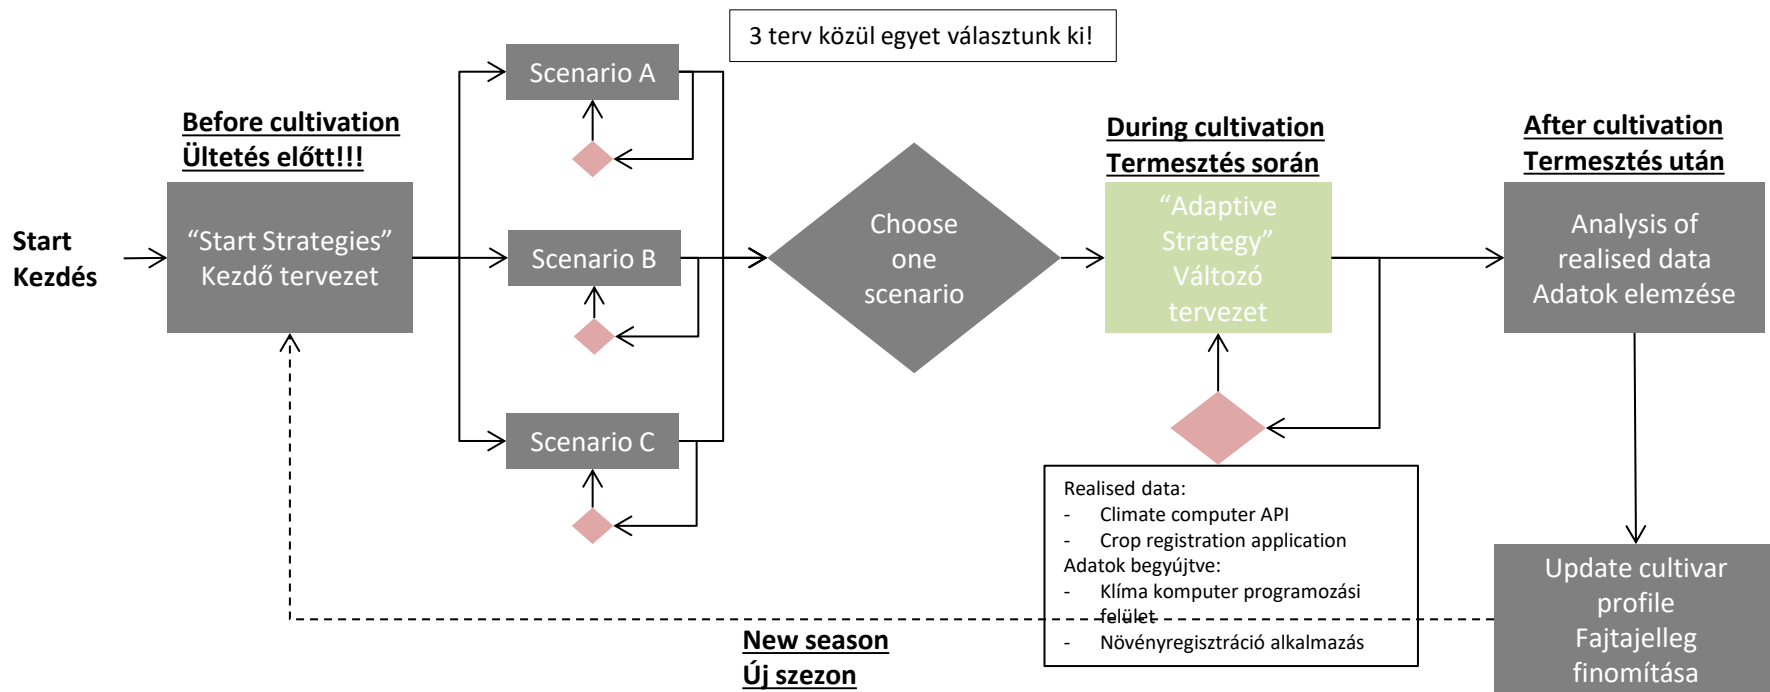 3 terv közül egyet választunk ki!
Start
Kezdés
Before cultivation
Ültetés előtt!!!
“Start Strategies”
Kezdő tervezet
Scenario A
Scenario B
Scenario C
Choose
one
scenario
During cultivation
Termesztés során
“Adaptive
Strategy”
Változó
tervezet
Realised data:
- Climate computer API
- Crop registration application
Adatok begyújtve:
- Klíma komputer programozási
felület
- Növényregisztráció alkalmazás
After cultivation
Termesztés után
Analysis of
realised data
Adatok elemzése
Update cultivar
profile
Fajtajelleg
finomítása
New season
Új szezon